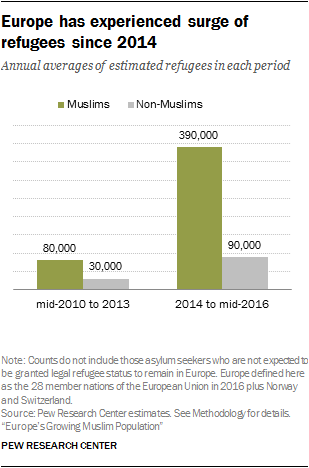 Europe has experienced surge of
refugees since 2014
Annual averages of estimated refugees in each period
Muslims Non-Muslims
390,000
80,000
30,000
90,000
mid-2010 to 2013 2014 to mid-2016
Note: Counts do not include those asylum seekers who are not expected to
be granted legal refugee status to remain in Europe. Europe defined here
as the 28 member nations of the European Union in 2016 plus Norway
and Switzerland.
Source: Pew Research Center estimates. See Methodology for details.
“Europe’s Growing Muslim Population”
PEW RESEARCH CENTER